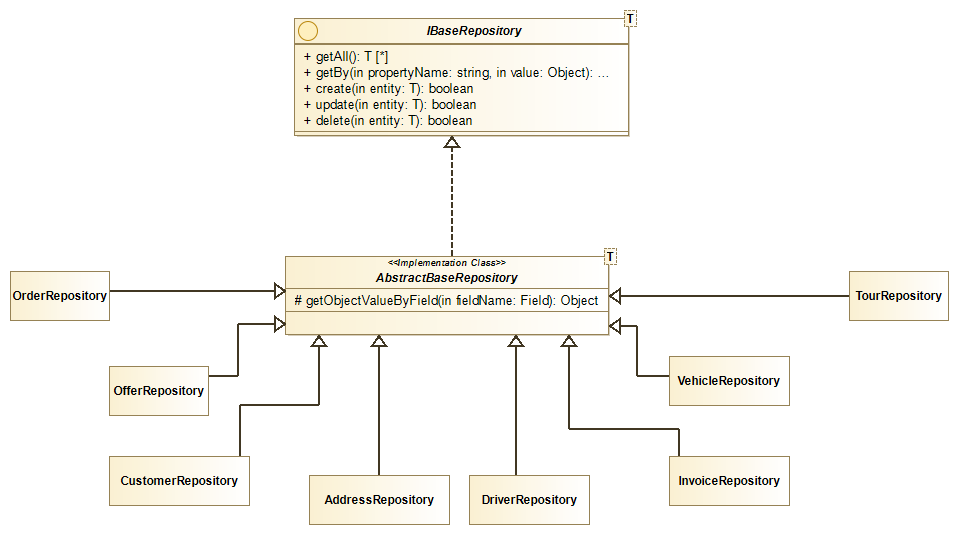 T
IBaseRepository
+ getAll(): T [*]
+ getBy(in propertyName: string, in value: Object): ...
+ create(in entity: T): boolean
+ update(in entity: T): boolean
+ delete(in entity: T): boolean
T
<<Implementation Class>>
AbstractBaseRepository
# getObjectValueByField(in fieldName: Field): Object
OrderRepository
TourRepository
OfferRepository
VehicleRepository
CustomerRepository
AddressRepository
DriverRepository
InvoiceRepository